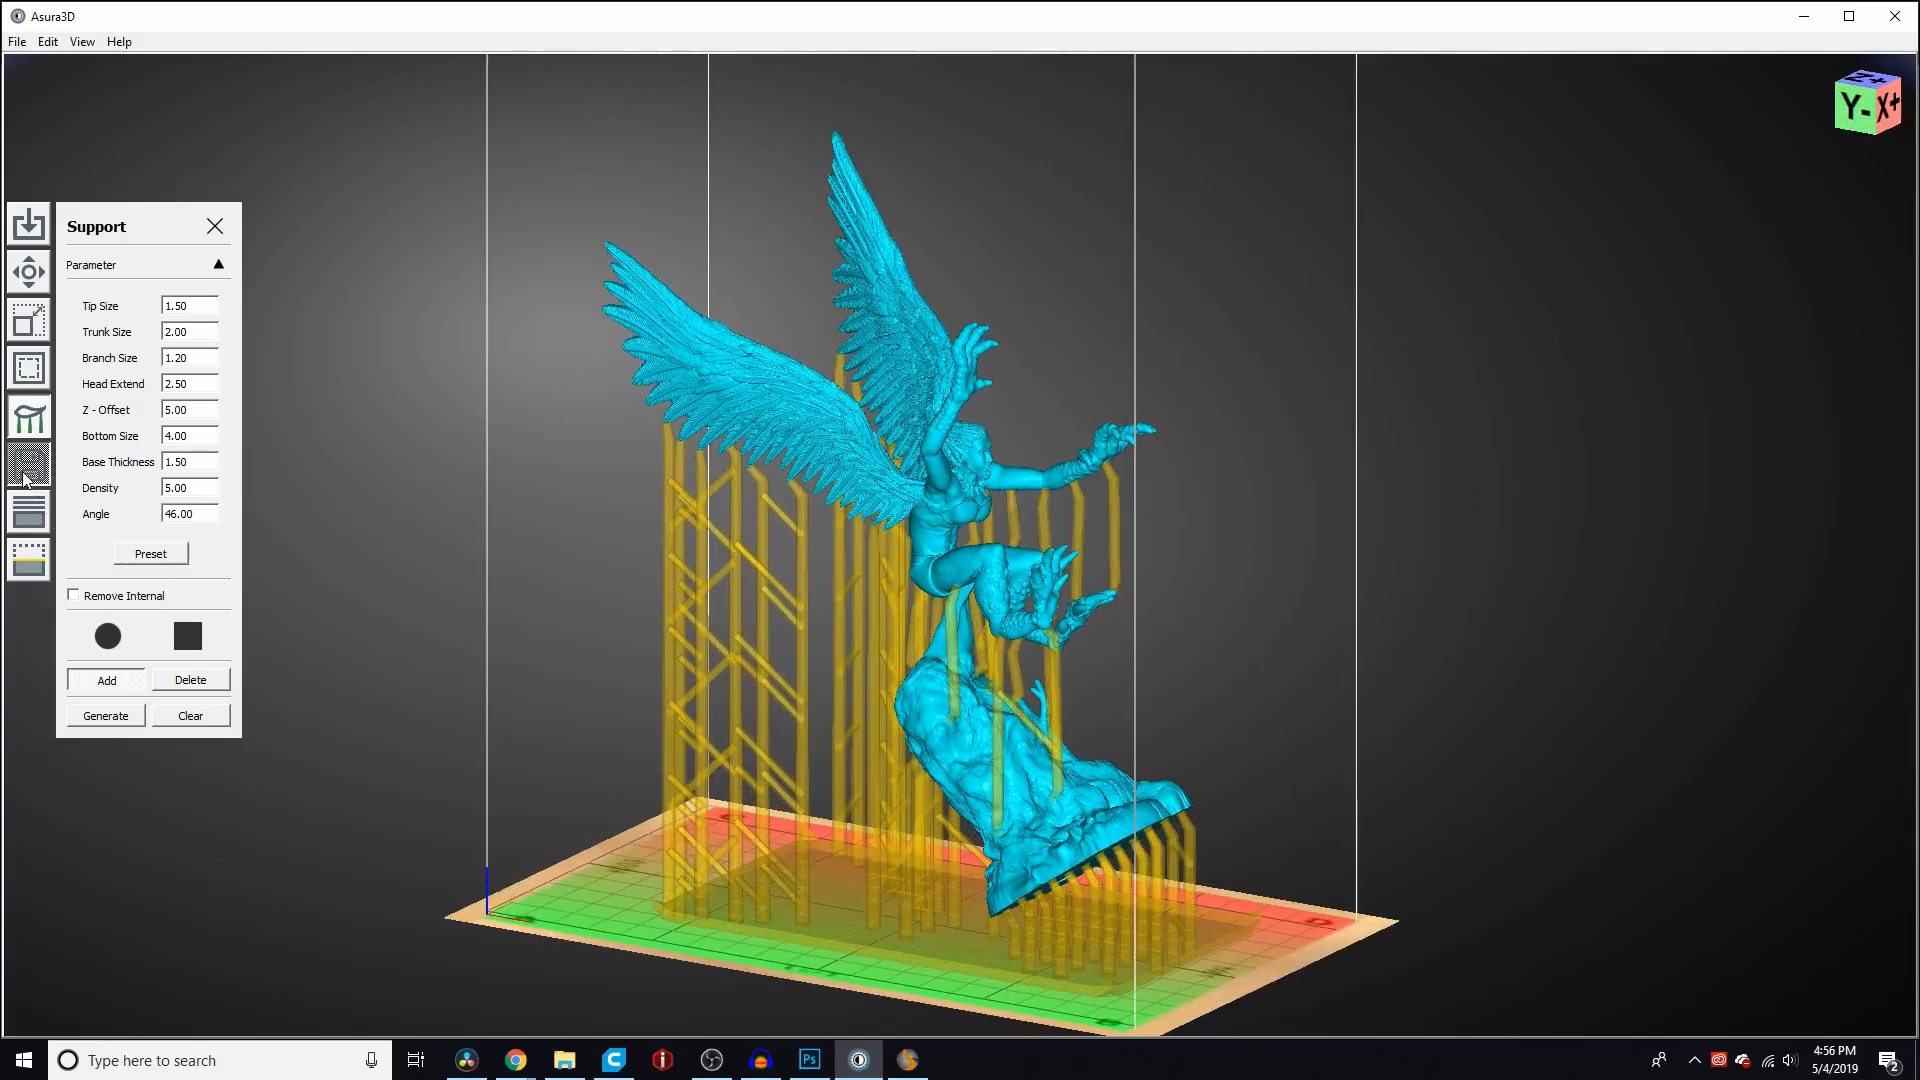 Asura3D
File Edit View Help
Z+
Y- X+
Support
Parameter
Tip Size 1.50
Trunk Size 2.00
Branch Size 1.20
Head Extend 2.50
Z - Offset 5.00
Bottom Size 4.00
Base Thickness 1.50
Density 5.00
Angle 46.00
Preset
Remove Internal
Add Delete
Generate Clear
Type here to search
Ps
4:56 PM
5/4/2019
2